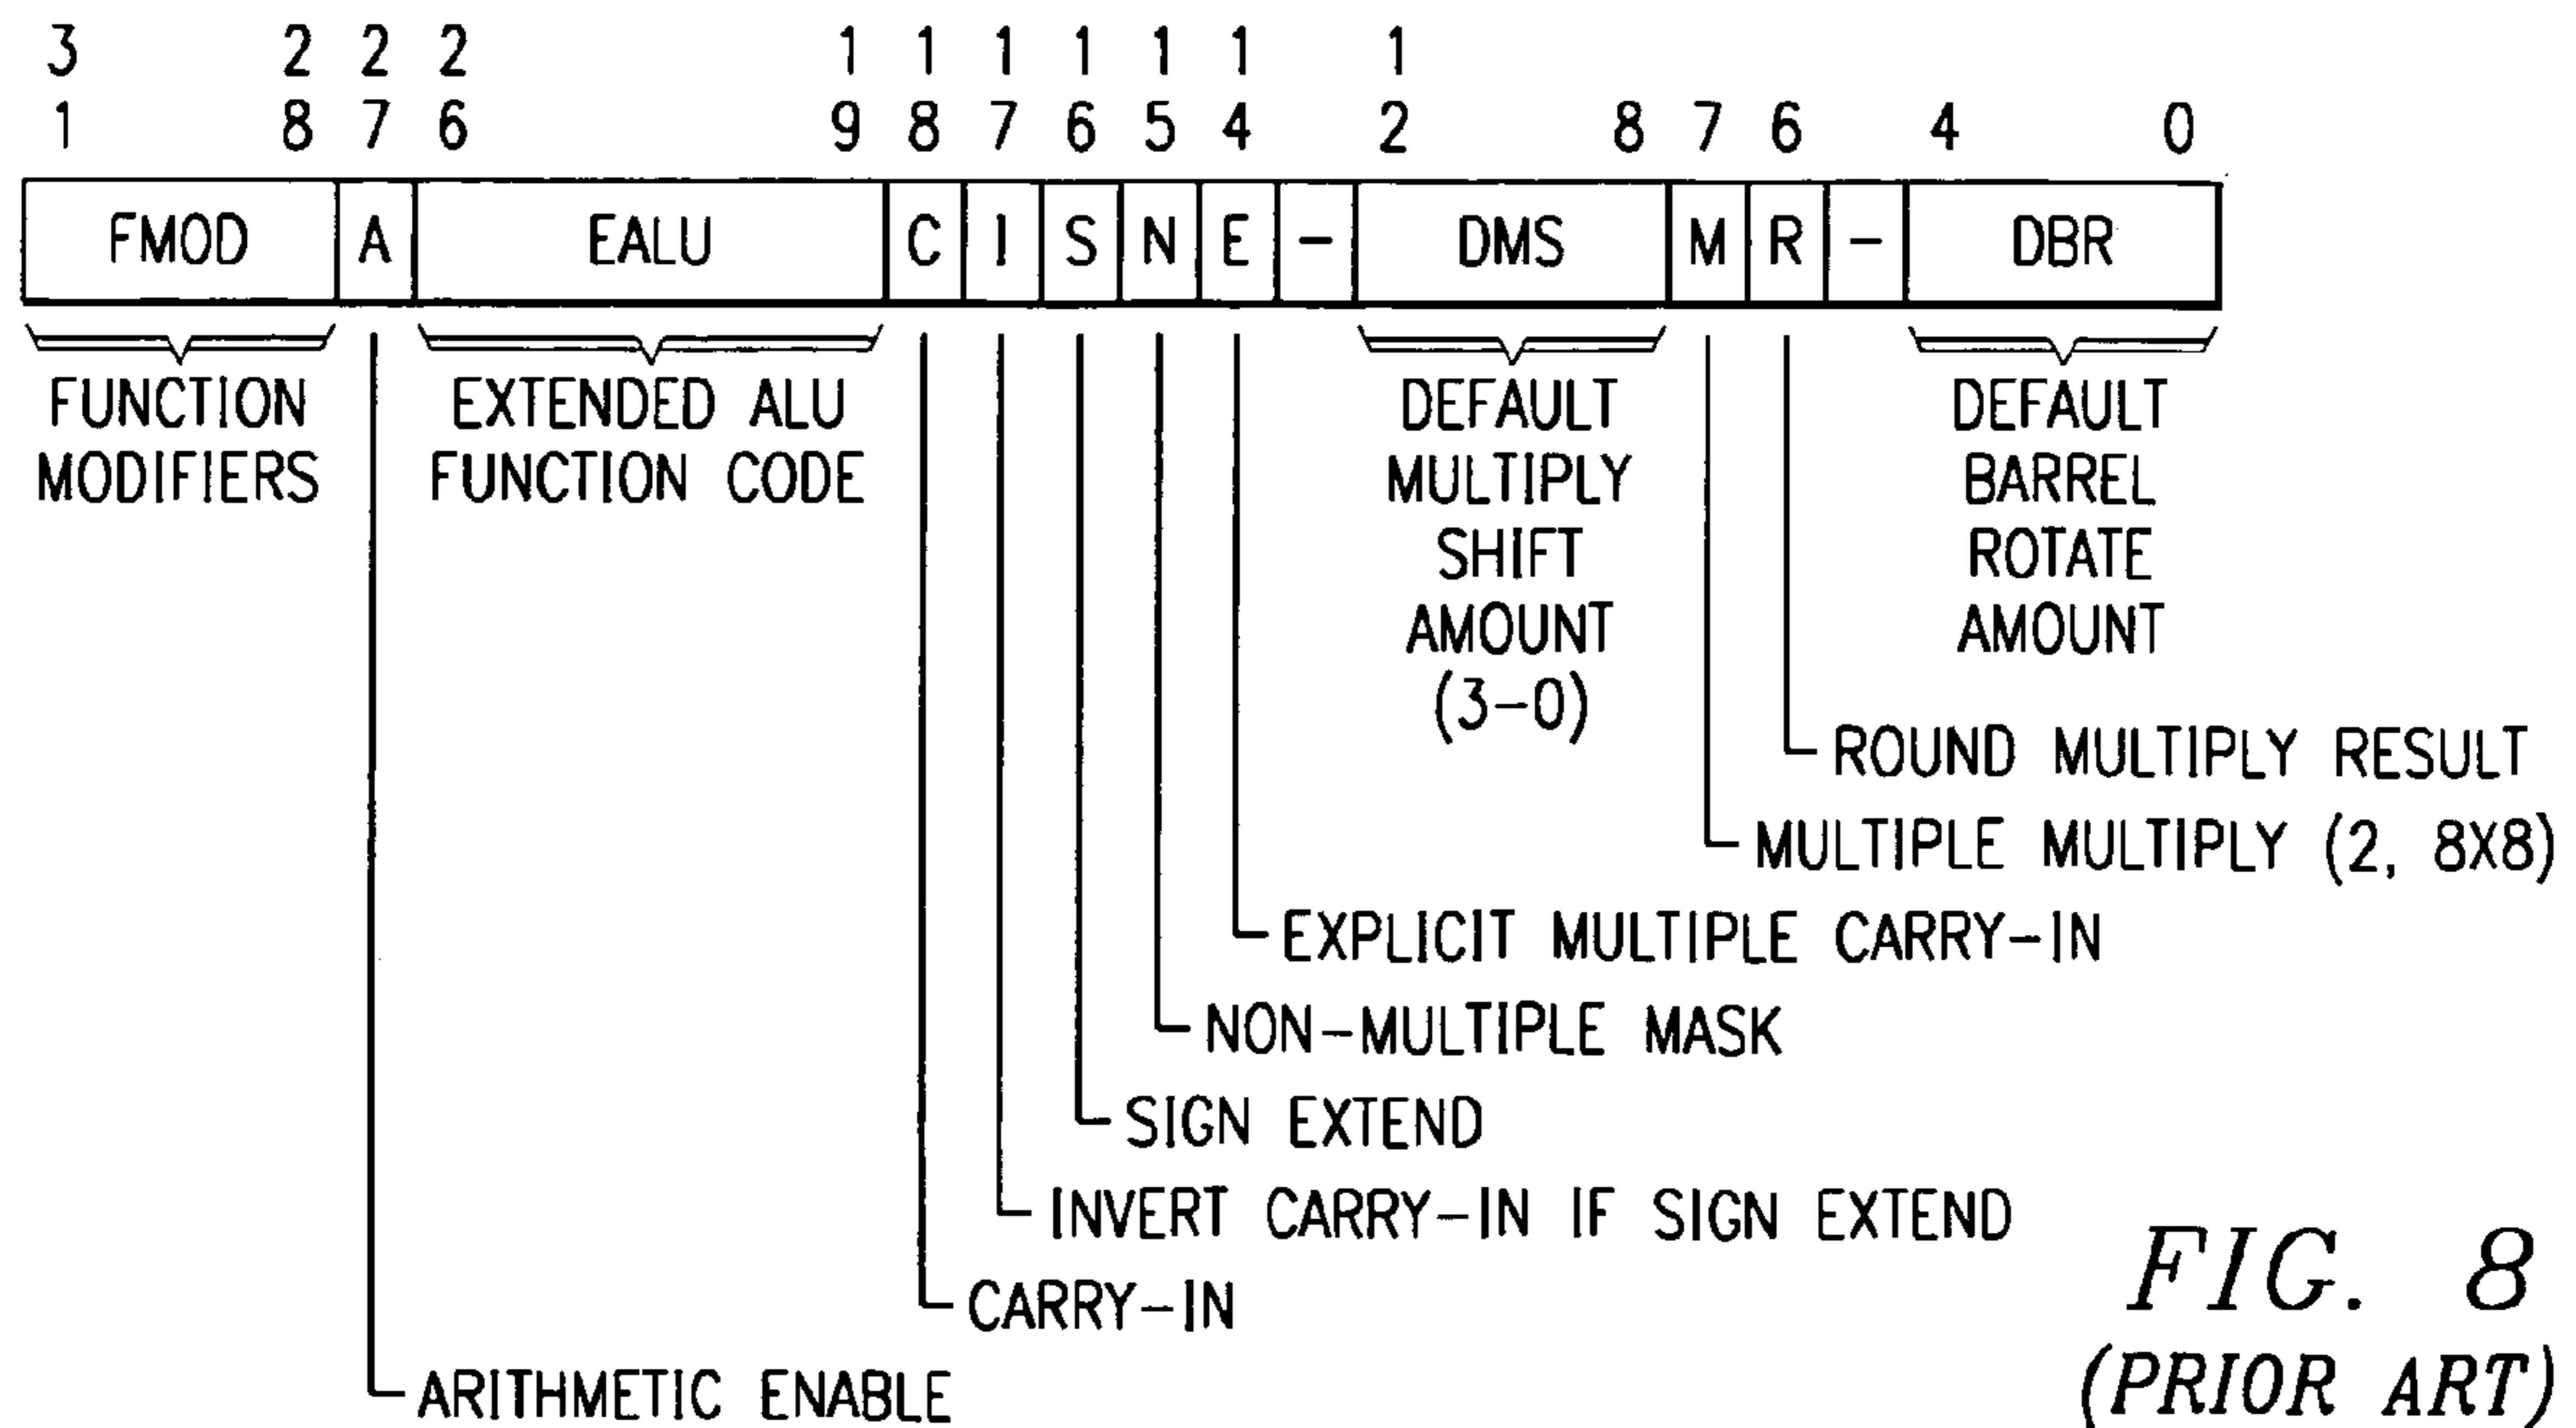 3 2 2 2 1 1 1 1 1 1 1
1 8 7 6 9 8 7 6 5 4 2 8 7 6 4 0
FMOD A EALU C I S N E - DMS M R - DBR
FUNCTION
MODIFIERS
EXTENDED ALU
FUNCTION CODE
DEFAULT
MULTIPLY
SHIFT
AMOUNT
(3-0)
DEFAULT
BARREL
ROTATE
AMOUNT
ROUND MULTIPLY RESULT
MULTIPLE MULTIPLY (2, 8X8)
EXPLICIT MULTIPLE CARRY-IN
NON-MULTIPLE MASK
SIGN EXTEND
INVERT CARRY-IN IF SIGN EXTEND
CARRY-IN
ARITHMETIC ENABLE
FIG. 8
(PRIOR ART)